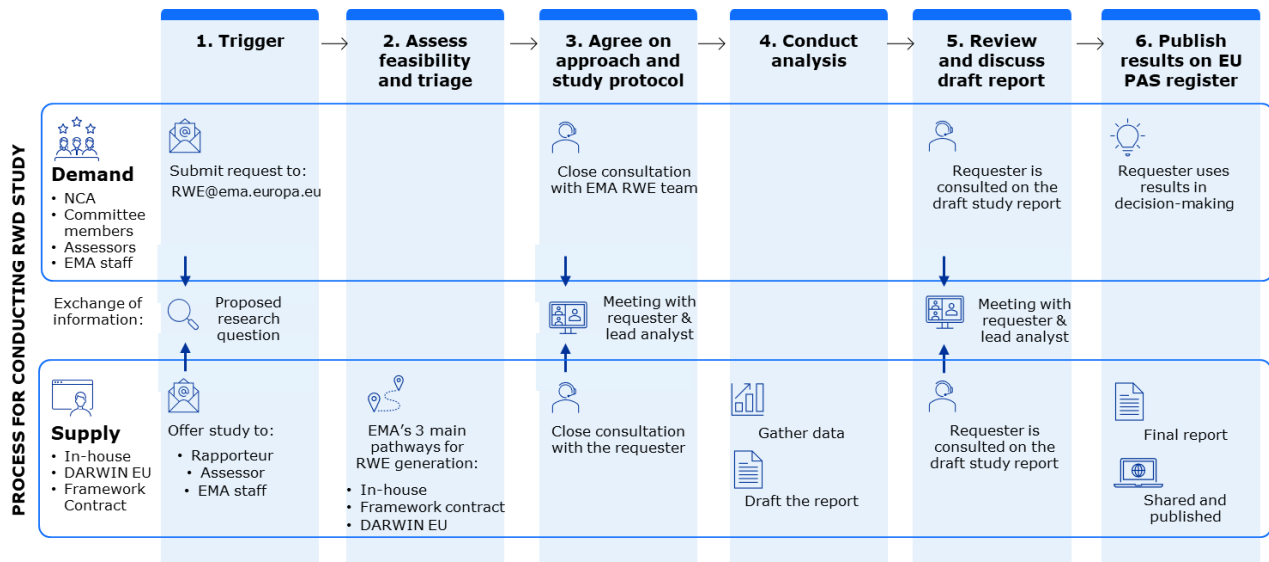 PROCESS FOR CONDUCTING RWD STUDY
1. Trigger
2. Assess
feasibility
and triage
3. Agree on
approach and
study protocol
4. Conduct
analysis
5. Review
and discuss
draft report
6. Publish
results on EU
PAS register
Demand
• NCA
• Committee
members
• Assessors
• EMA staff
Submit request to:
RWE@ema.europa.eu
Close consultation
with EMA RWE team
Requester is
consulted on the
draft study report
Requester uses
results in
decision-making
Exchange of
information:
Proposed
research
question
Meeting with
requester &
lead analyst
Meeting with
requester &
lead analyst
Supply
• In-house
• DARWIN EU
• Framework
Contract
Offer study to:
• Rapporteur
• Assessor
• EMA staff
EMA's 3 main
pathways for
RWE generation:
• In-house
• Framework contract
• DARWIN EU
Close consultation
with the requester
Gather data
Draft the report
Requester is
consulted on the
draft study report
Final report
Shared and
published